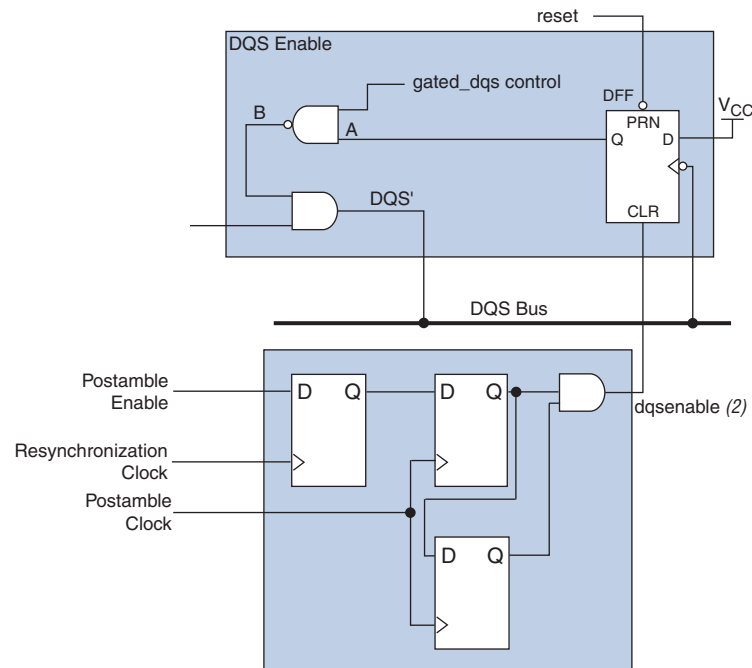 reset
DQS Enable
gated_dqs control
DFF
VCC
B
A
PRN
Q
D
CLR
DQS'
DQS Bus
Postamble
Enable
D
Q
D
Q
dqsenable (2)
Resynchronization
Clock
Postamble
Clock
D
Q